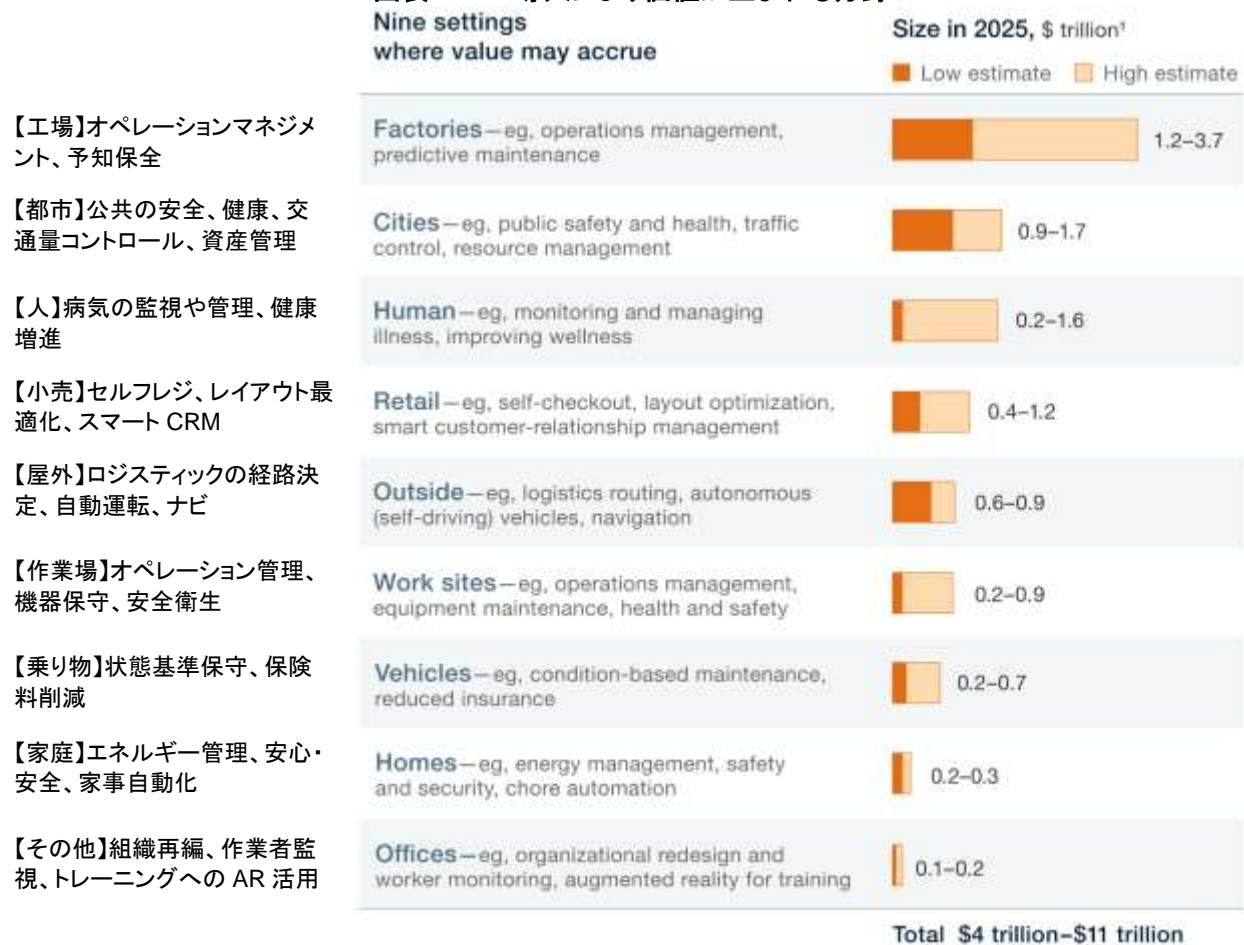 Nine settings
where value may accrue
Size in 2025, $ trillion¹
Low estimate High estimate
【工場】オペレーションマネジメ
ント、予知保全
Factories—eg, operations management,
predictive maintenance
1.2–3.7
【都市】公共の安全、健康、交
通量コントロール、資産管理
Cities—eg, public safety and health, traffic
control, resource management
0.9–1.7
【人】病気の監視や管理、健康
増進
Human—eg, monitoring and managing
illness, improving wellness
0.2–1.6
【小売】セルフレジ、レイアウト最
適化、スマート CRM
Retail—eg, self-checkout, layout optimization,
smart customer-relationship management
0.4–1.2
【屋外】ロジスティックの経路決
定、自動運転、ナビ
Outside—eg, logistics routing, autonomous
(self-driving) vehicles, navigation
0.6–0.9
【作業場】オペレーション管理、
機器保守、安全衛生
Work sites—eg, operations management,
equipment maintenance, health and safety
0.2–0.9
【乗り物】状態基準保守、保険
料削減
Vehicles—eg, condition-based maintenance,
reduced insurance
0.2–0.7
【家庭】エネルギー管理、安心・
安全、家事自動化
Homes—eg, energy management, safety
and security, chore automation
0.2–0.3
【その他】組織再編、作業者監
視、トレーニングへの AR 活用
Offices—eg, organizational redesign and
worker monitoring, augmented reality for training
0.1–0.2
Total $4 trillion–$11 trillion